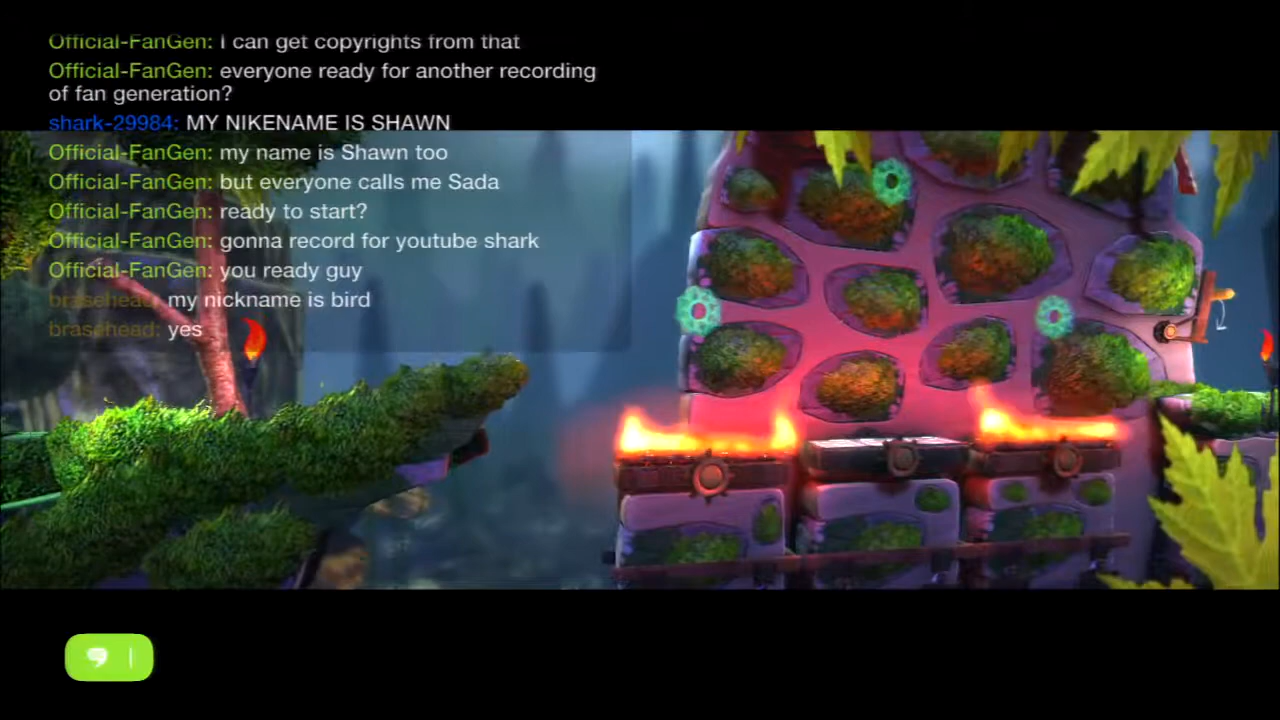 Official-FanGen: I can get copyrights from that
Official-FanGen: everyone ready for another recording
of fan generation?
shark-29984: MY NIKENAME IS SHAWN
Official-FanGen: my name is Shawn too
Official-FanGen: but everyone calls me Sada
Official-FanGen: ready to start?
Official-FanGen: gonna record for youtube shark
Official-FanGen: you ready guy
brasehead: my nickname is bird
brasehead: yes